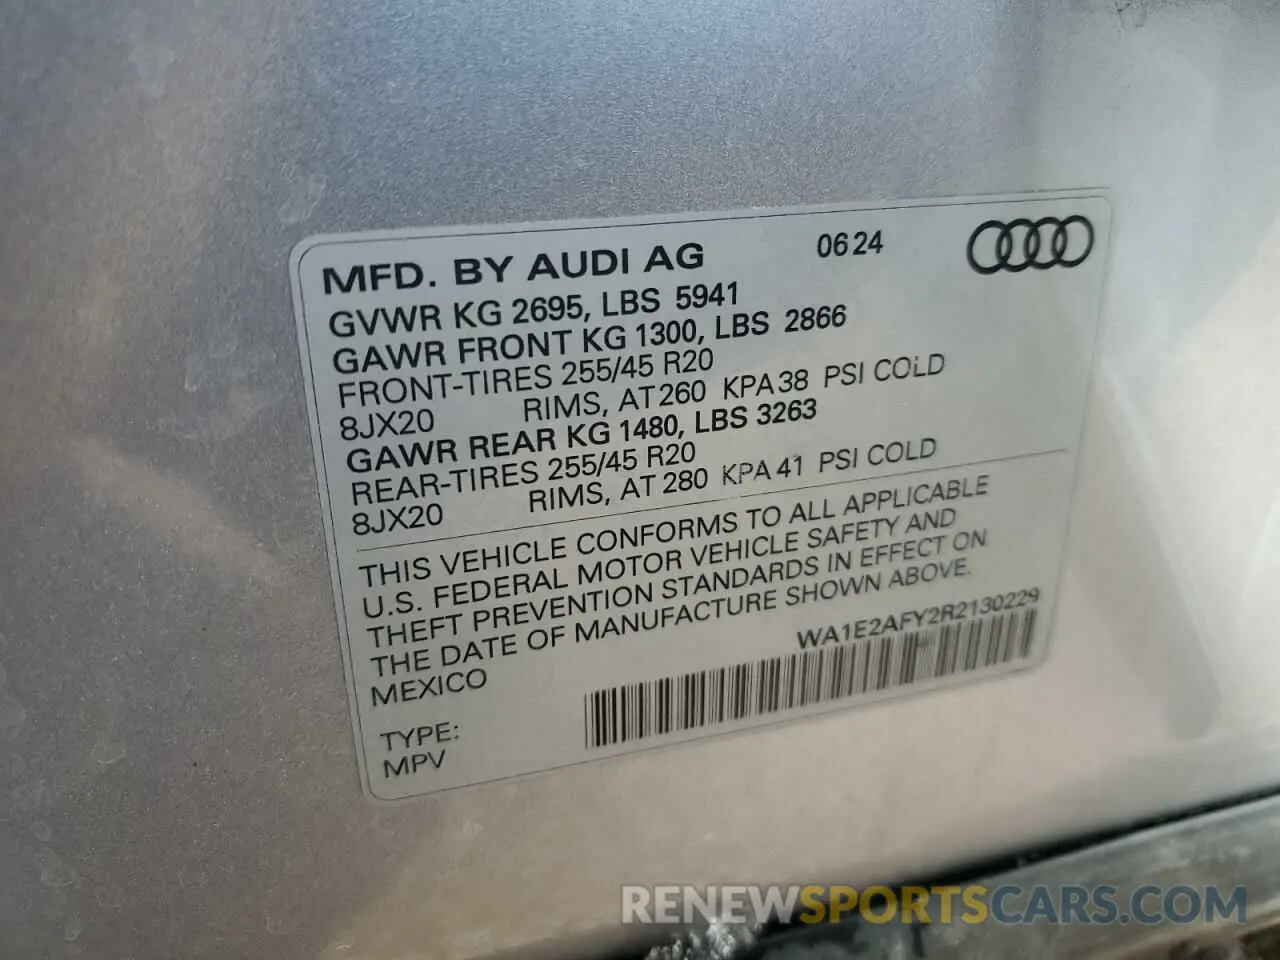 MFD. BY AUDI AG 06 24
GVWR KG 2695, LBS 5941
GAWR FRONT KG 1300, LBS 2866
FRONT-TIRES 255/45 R20
8JX20 RIMS, AT 260 KPA 38 PSI COLD
GAWR REAR KG 1480, LBS 3263
REAR-TIRES 255/45 R20
8JX20 RIMS, AT 280 KPA 41 PSI COLD
THIS VEHICLE CONFORMS TO ALL APPLICABLE
U.S. FEDERAL MOTOR VEHICLE SAFETY AND
THEFT PREVENTION STANDARDS IN EFFECT ON
THE DATE OF MANUFACTURE SHOWN ABOVE.
MEXICO
WA1E2AFY2R2130229
TYPE:
MPV
RENEWSPORTSCARS.COM